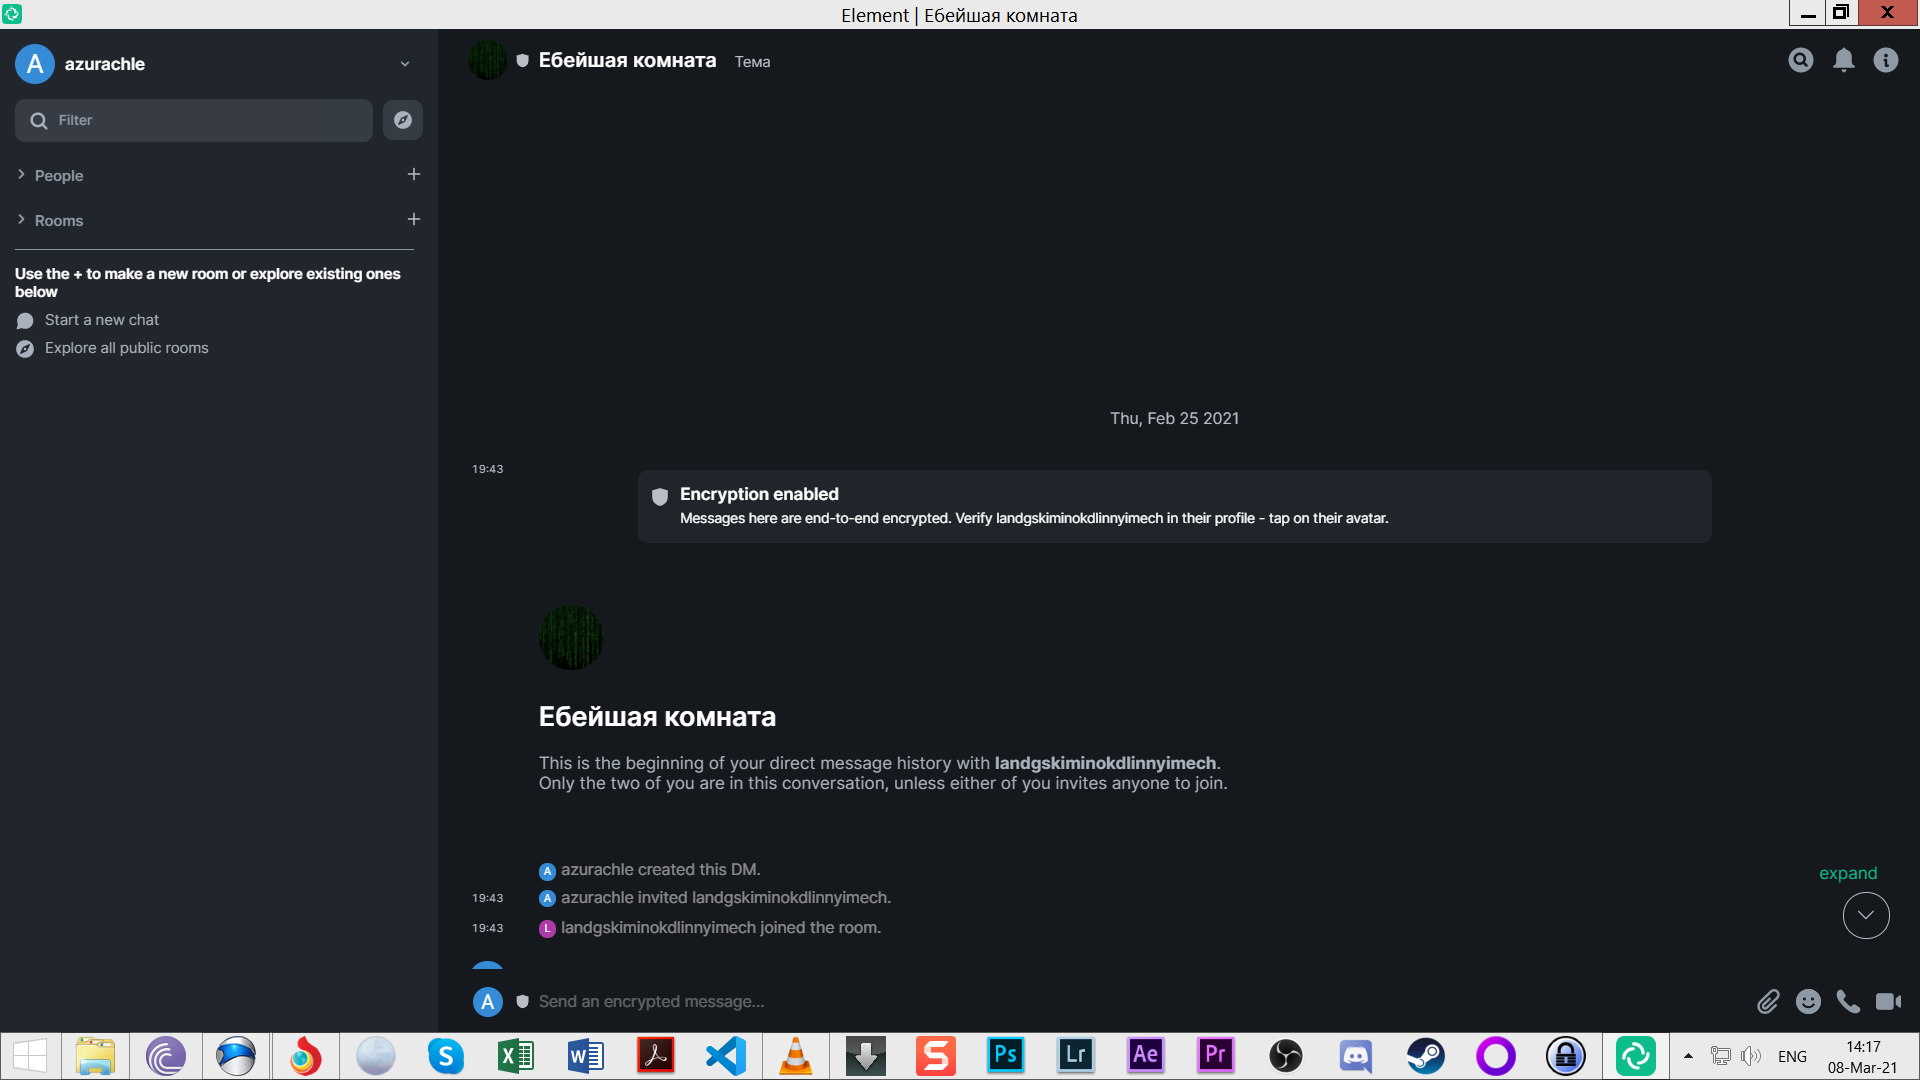 Element | Ебейшая комната
A azurachle
Filter
People
Rooms
Use the + to make a new room or explore existing ones
below
Start a new chat
Explore all public rooms
Ебейшая комната Тема
Thu, Feb 25 2021
19:43
Encryption enabled
Messages here are end-to-end encrypted. Verify landgskiminokdlinnyimech in their profile - tap on their avatar.
Ебейшая комната
This is the beginning of your direct message history with landgskiminokdlinnyimech.
Only the two of you are in this conversation, unless either of you invites anyone to join.
A azurachle created this DM.
expand
19:43 A azurachle invited landgskiminokdlinnyimech.
19:43 L landgskiminokdlinnyimech joined the room.
A Send an encrypted message...
S X W S Ps Lr Ae Pr ENG 14:17
08-Mar-21